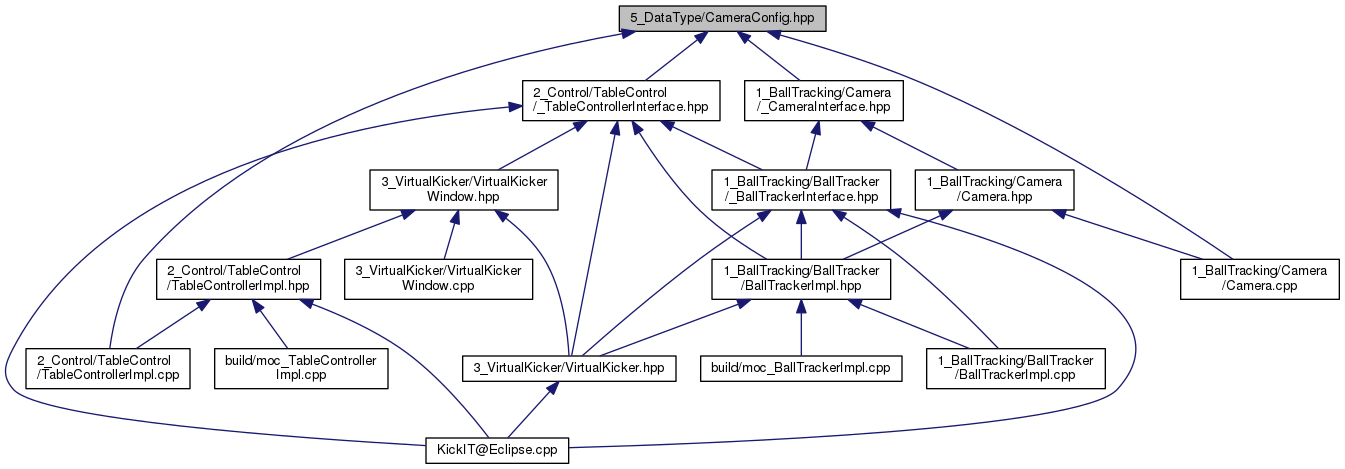 5_DataType/CameraConfig.hpp
2_Control/TableControl
/_TableControllerInterface.hpp
1_BallTracking/Camera
/_CameraInterface.hpp
3_VirtualKicker/VirtualKicker
Window.hpp
1_BallTracking/BallTracker
/_BallTrackerInterface.hpp
1_BallTracking/Camera
/Camera.hpp
2_Control/TableControl
/TableControllerImpl.hpp
3_VirtualKicker/VirtualKicker
Window.cpp
1_BallTracking/BallTracker
/BallTrackerImpl.hpp
1_BallTracking/Camera
/Camera.cpp
2_Control/TableControl
/TableControllerImpl.cpp
build/moc_TableController
Impl.cpp
3_VirtualKicker/VirtualKicker.hpp
build/moc_BallTrackerImpl.cpp
1_BallTracking/BallTracker
/BallTrackerImpl.cpp
KickIT@Eclipse.cpp